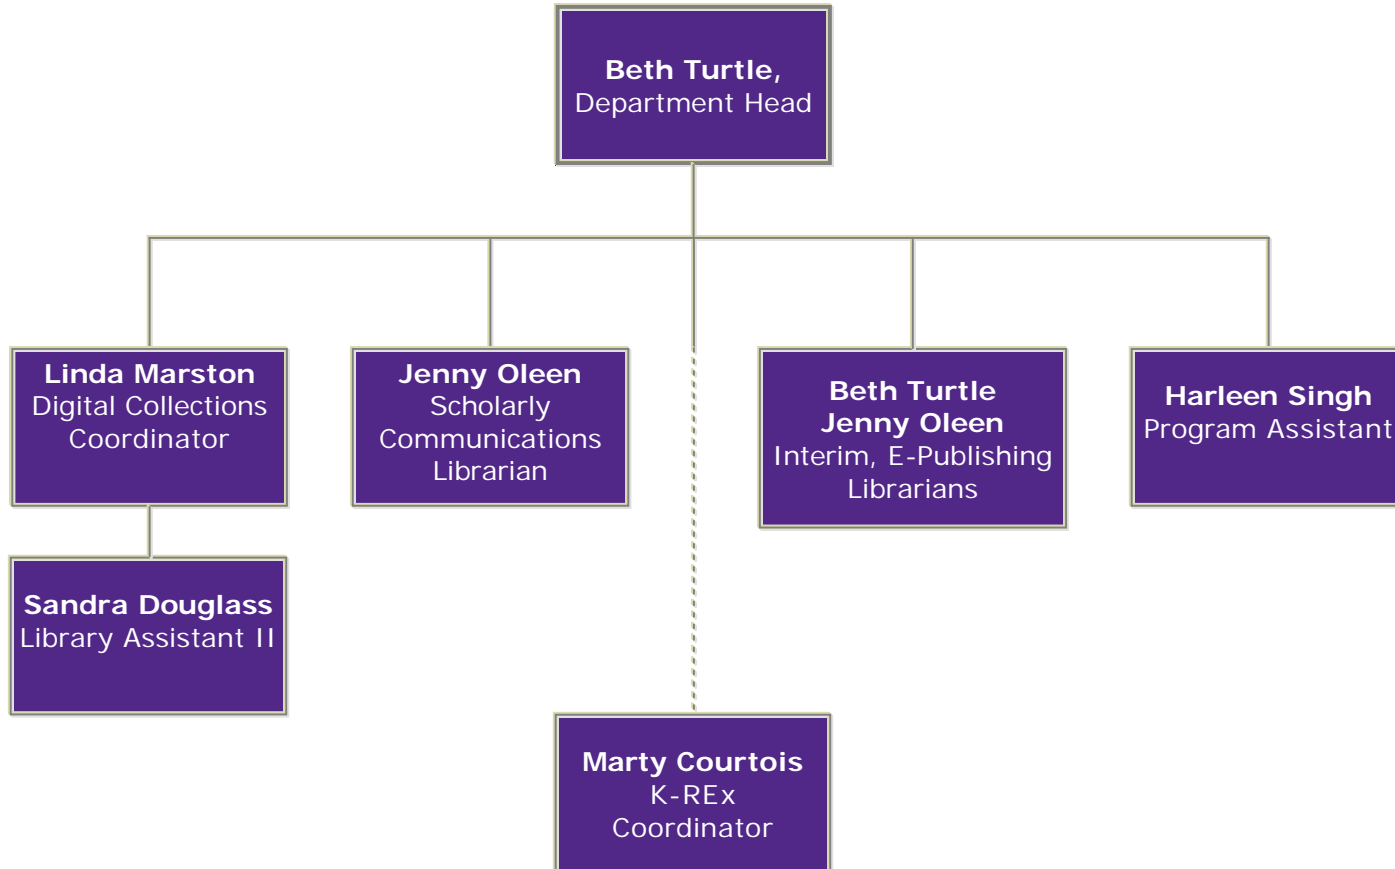 Beth Turtle,
Department Head
Linda Marston
Digital Collections
Coordinator
Jenny Oleen
Scholarly
Communications
Librarian
Beth Turtle
Jenny Oleen
Interim, E-Publishing
Librarians
Harleen Singh
Program Assistant
Sandra Douglass
Library Assistant II
Marty Courtois
K-REx
Coordinator